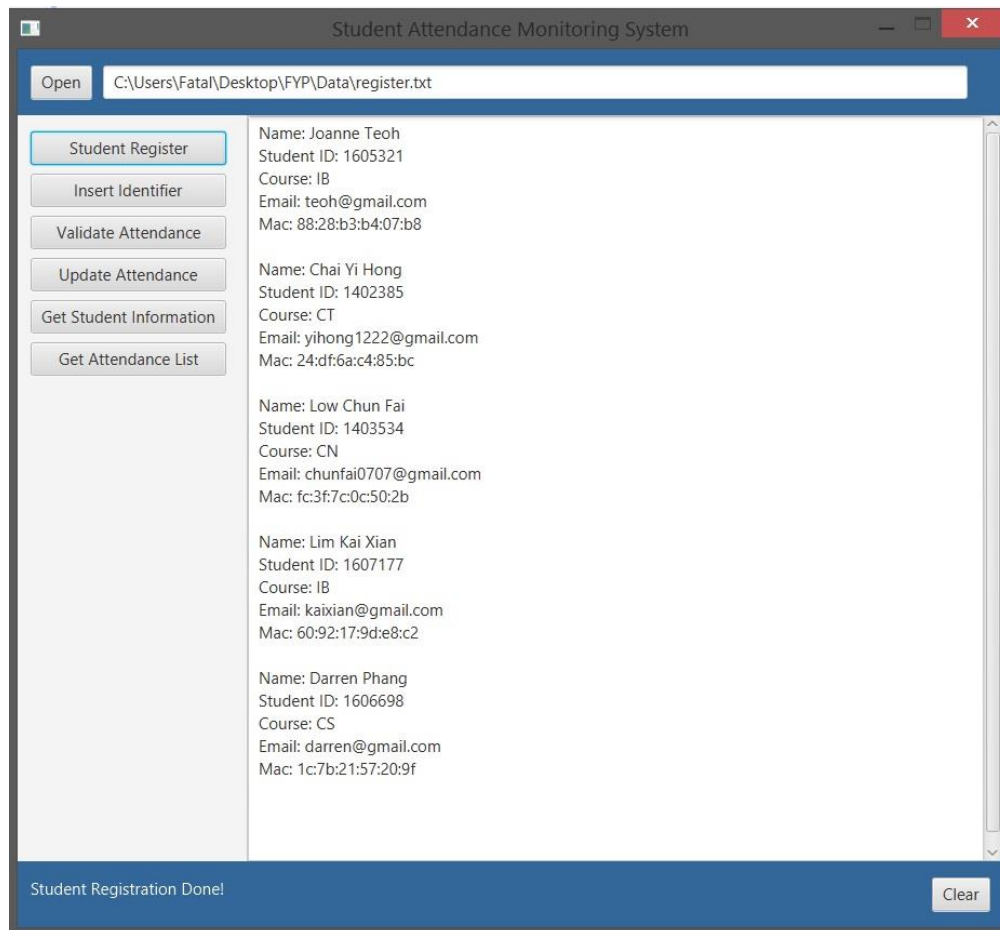 Student Attendance Monitoring System
Open
C:\Users\Fatal\Desktop\FYP\Data\register.txt
Student Register
Insert Identifier
Validate Attendance
Update Attendance
Get Student Information
Get Attendance List
Name: Joanne Teoh
Student ID: 1605321
Course: IB
Email: teoh@gmail.com
Mac: 88:28:b3:b4:07:b8
Name: Chai Yi Hong
Student ID: 1402385
Course: CT
Email: yihong1222@gmail.com
Mac: 24:df:6a:c4:85:bc
Name: Low Chun Fai
Student ID: 1403534
Course: CN
Email: chunfai0707@gmail.com
Mac: fc:3f:7c:0c:50:2b
Name: Lim Kai Xian
Student ID: 1607177
Course: IB
Email: kaixian@gmail.com
Mac: 60:92:17:9d:e8:c2
Name: Darren Phang
Student ID: 1606698
Course: CS
Email: darren@gmail.com
Mac: 1c:7b:21:57:20:9f
Student Registration Done!
Clear